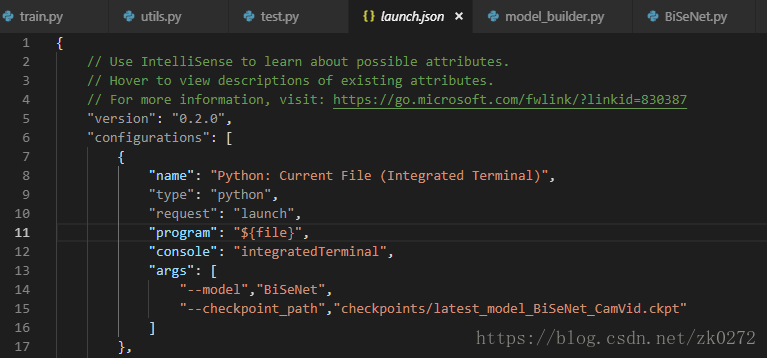 train.py utils.py test.py {} launch.json × model_builder.py BiSeNet.py
1 {
2 // Use IntelliSense to learn about possible attributes.
3 // Hover to view descriptions of existing attributes.
4 // For more information, visit: https://go.microsoft.com/fwlink/?linkid=830387
5 "version": "0.2.0",
6 "configurations": [
7 {
8 "name": "Python: Current File (Integrated Terminal)",
9 "type": "python",
10 "request": "launch",
11 "program": "${file}",
12 "console": "integratedTerminal",
13 "args": [
14 "--model","BiSeNet",
15 "--checkpoint_path","checkpoints/latest_model_BiSeNet_CamVid.ckpt"
16 ]
17 },
https://blog.csdn.net/zk0272